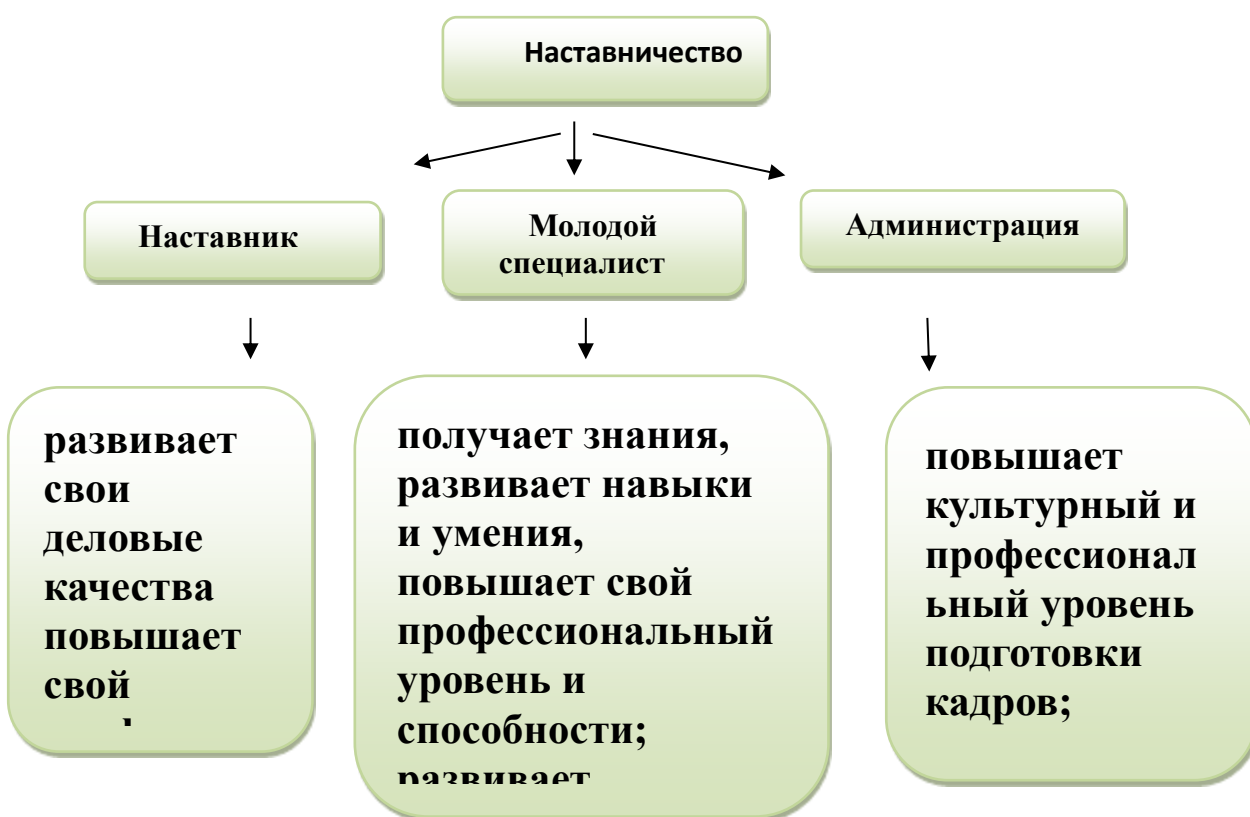 Наставничество
Наставник
Молодой
специалист
Администрация
развивает
свои
деловые
качества
повышает
свой
получает знания,
развивает навыки
и умения,
повышает свой
профессиональный
уровень и
способности;
развивает
повышает
культурный и
профессионал
ьный уровень
подготовки
кадров;